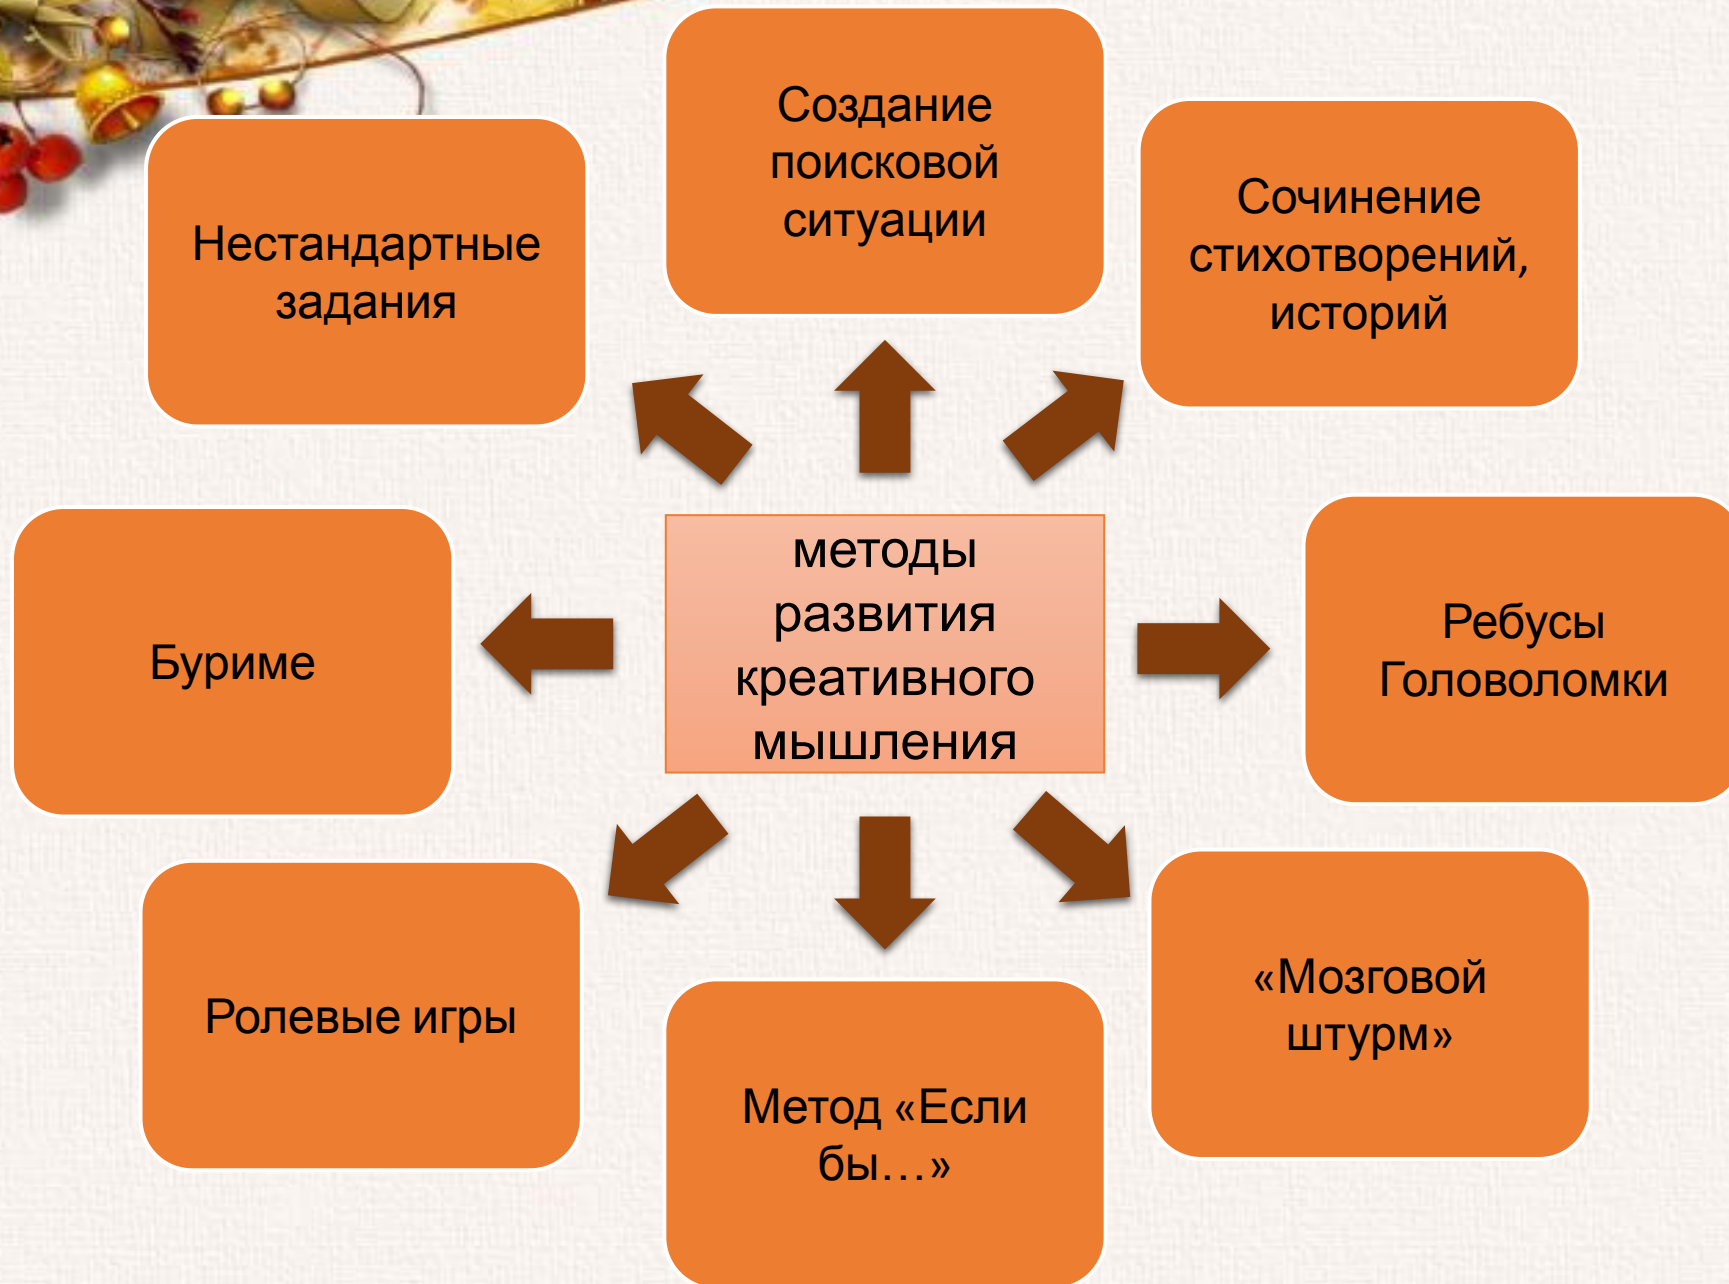 Создание
поисковой
ситуации
Нестандартные
задания
Сочинение
стихотворений,
историй
методы
развития
креативного
мышления
Буриме
Ребусы
Головоломки
Ролевые игры
«Мозговой
штурм»
Метод «Если
бы…»